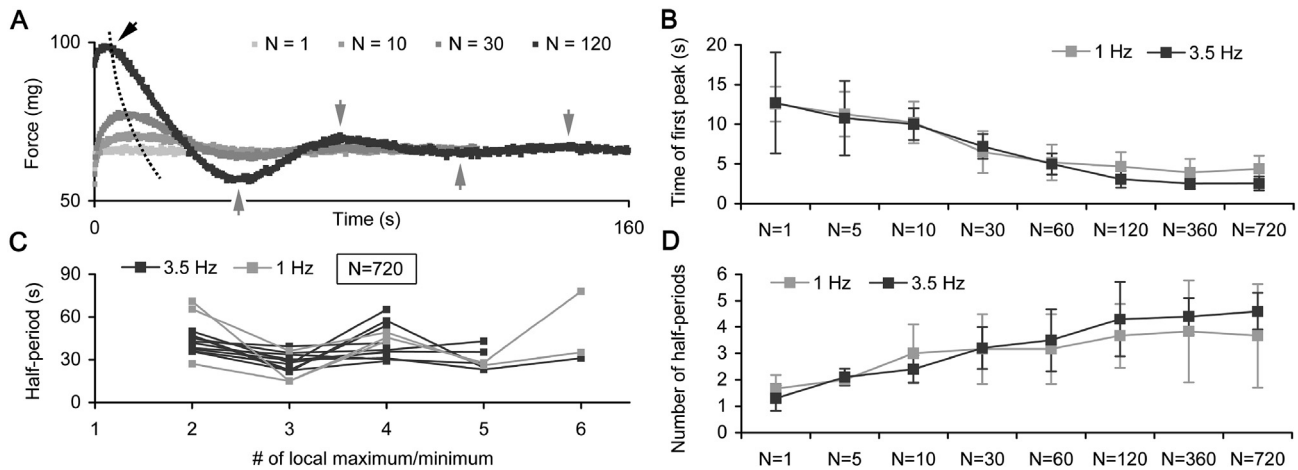 A
N = 1 N = 10 N = 30 N = 120
100
Force (mg)
50
0
Time (s)
160
B
1 Hz 3.5 Hz
Time of first peak (s)
20
15
10
5
0
N=1 N=5 N=10 N=30 N=60 N=120 N=360 N=720
C
3.5 Hz 1 Hz N=720
Half-period (s)
90
60
30
0
1 2 3 4 5 6
# of local maximum/minimum
D
1 Hz 3.5 Hz
Number of half-periods
6
5
4
3
2
1
0
N=1 N=5 N=10 N=30 N=60 N=120 N=360 N=720